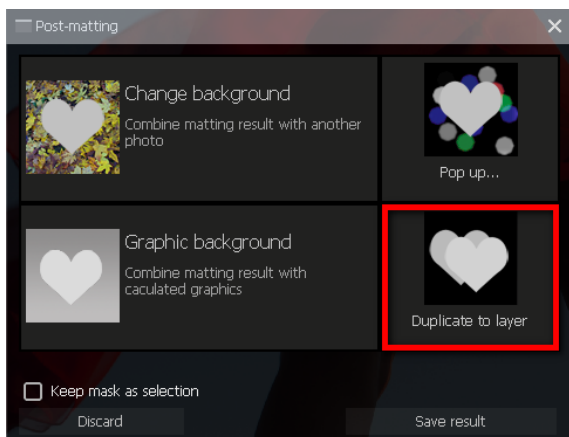 Post-matting
Change background
Combine matting result with another
photo
Pop up...
Graphic background
Combine matting result with
caculated graphics
Duplicate to layer
Keep mask as selection
Discard
Save result